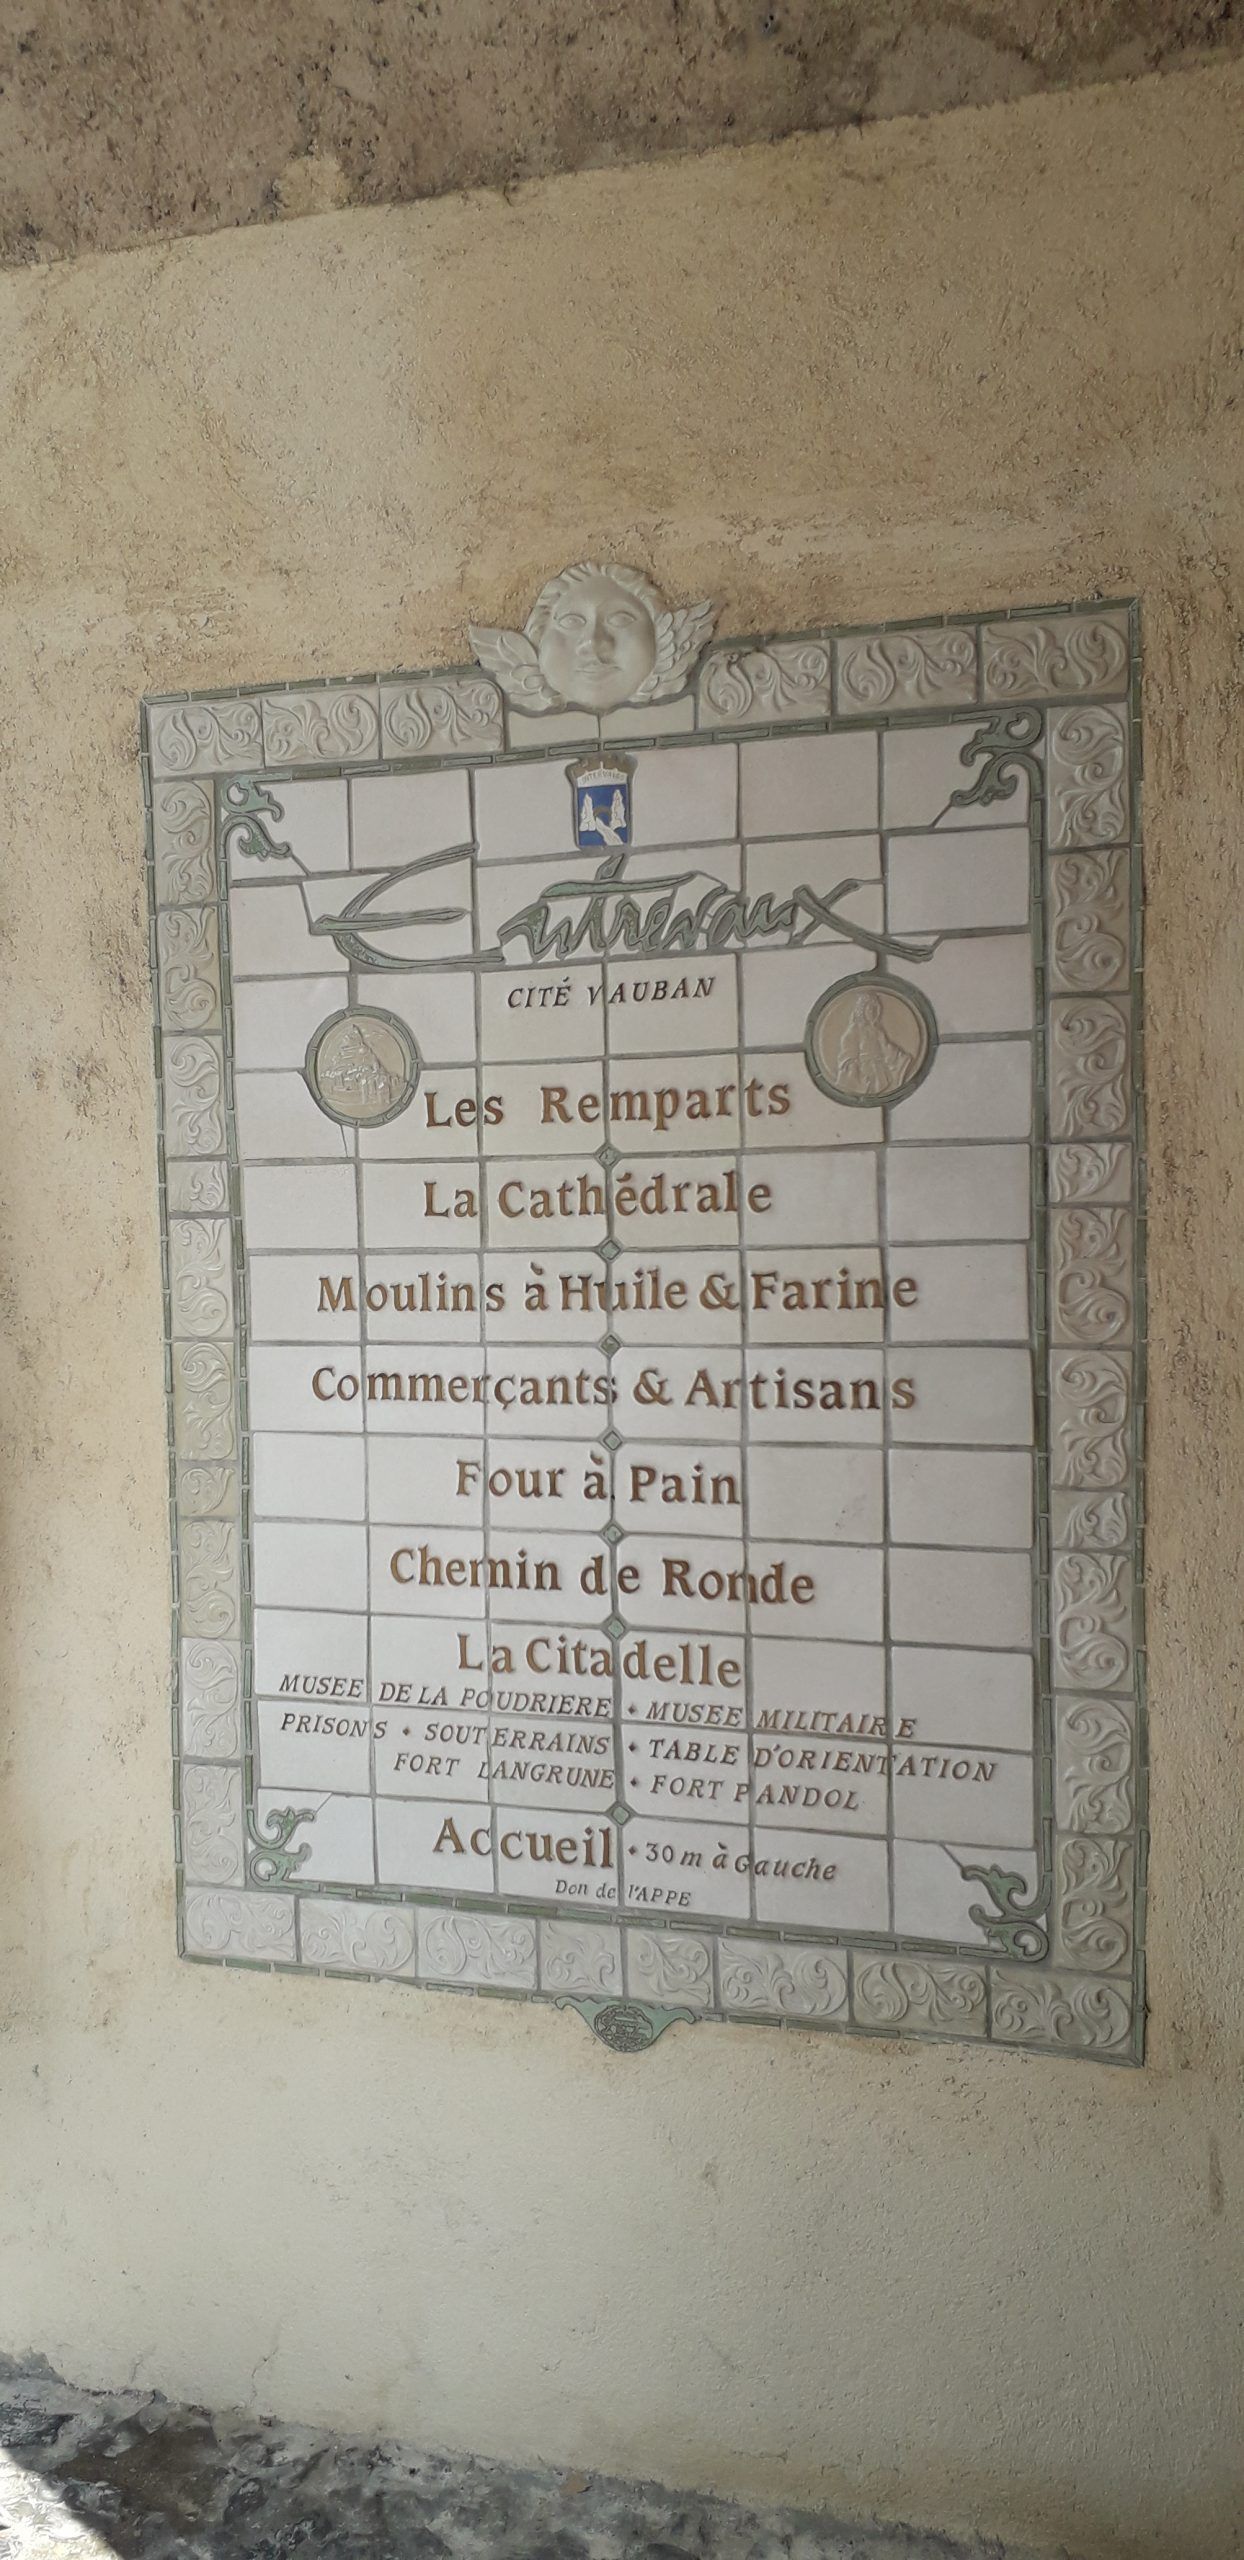 Entrevaux
CITÉ VAUBAN
Les Remparts
La Cathédrale
Moulins à Huile & Farine
Commerçants & Artisans
Four à Pain
Chemin de Ronde
La Citadelle
MUSEE DE LA POUDRIERE • MUSEE MILITAIRE
PRISONS • SOUTERRAINS • TABLE D'ORIENTATION
FORT LANGRUNE • FORT PANDOL
Accueil • 30 m à Gauche
Don de l'APPE